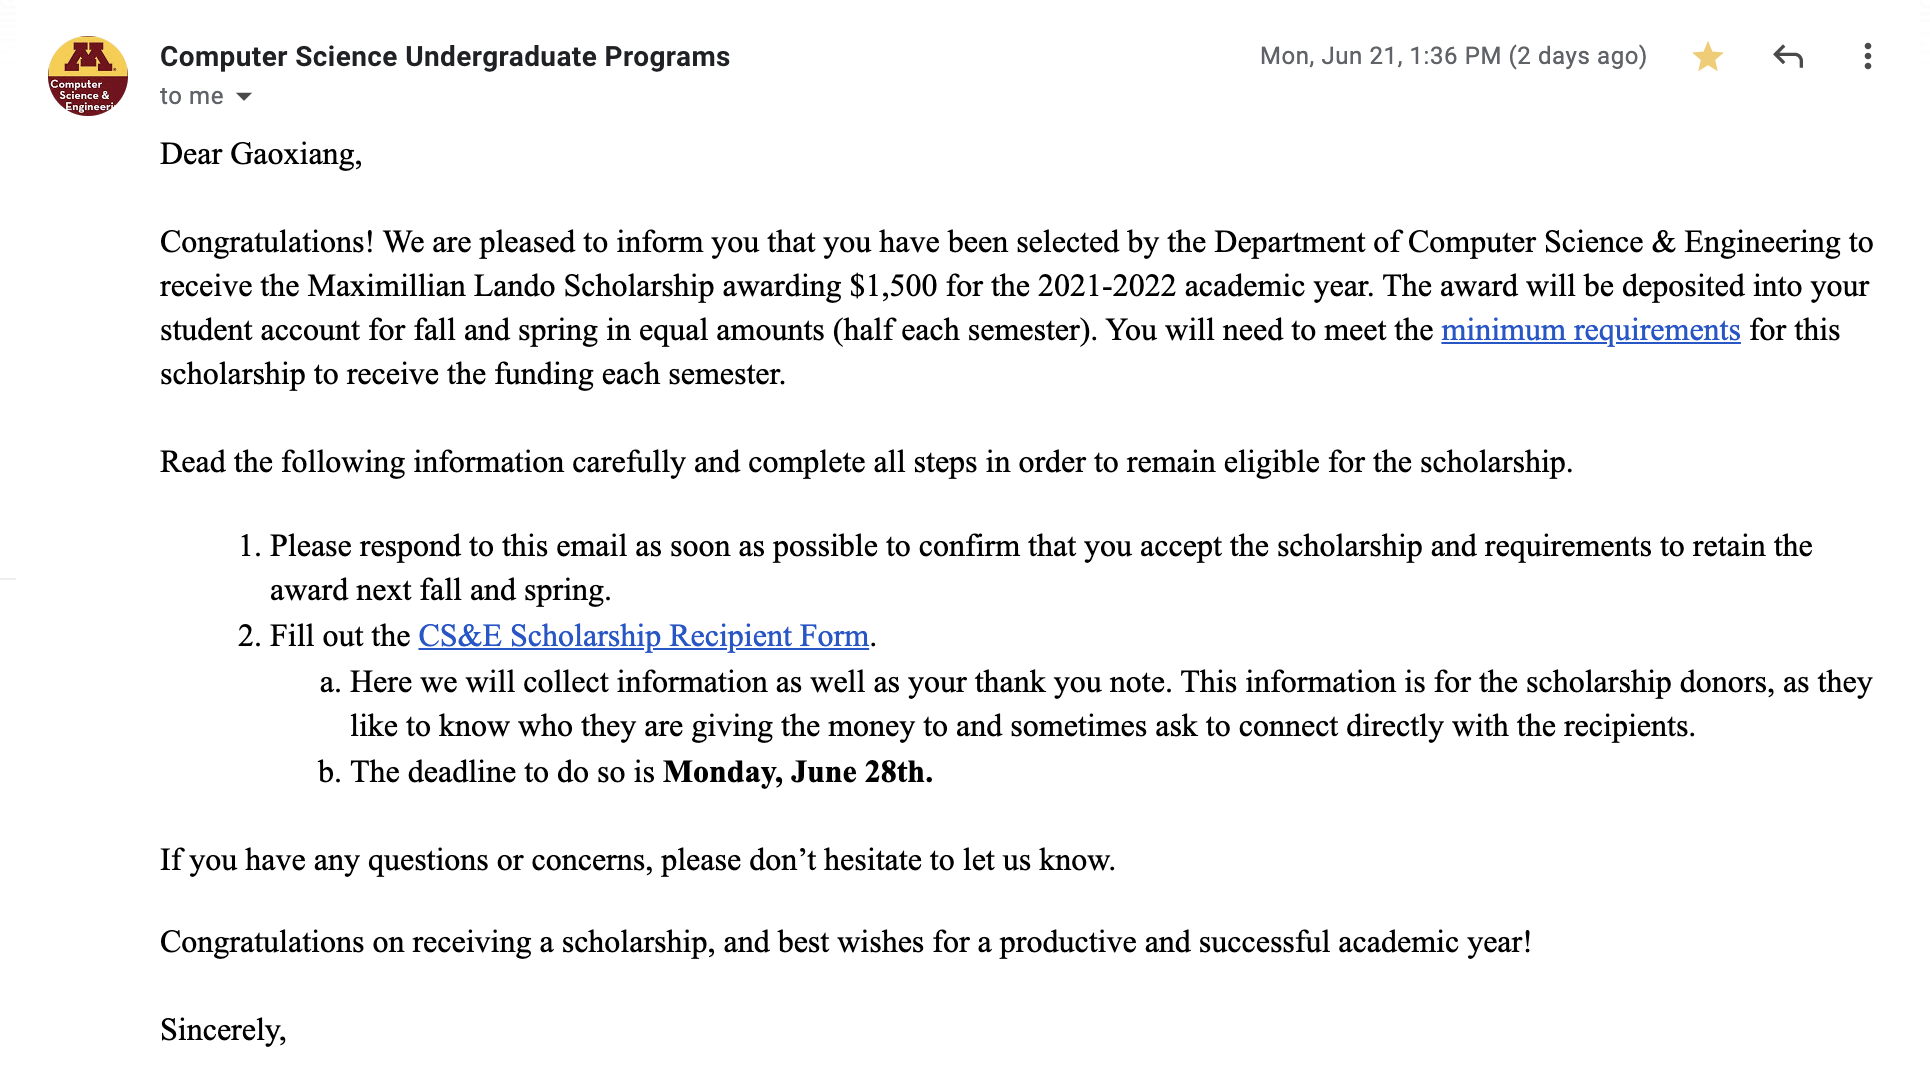 Computer Science Undergraduate Programs
Mon, Jun 21, 1:36 PM (2 days ago)
to me
M
Computer
Science &
Engineeri
Dear Gaoxiang,
Congratulations! We are pleased to inform you that you have been selected by the Department of Computer Science & Engineering to
receive the Maximillian Lando Scholarship awarding $1,500 for the 2021-2022 academic year. The award will be deposited into your
student account for fall and spring in equal amounts (half each semester). You will need to meet the minimum requirements for this
scholarship to receive the funding each semester.
Read the following information carefully and complete all steps in order to remain eligible for the scholarship.
1. Please respond to this email as soon as possible to confirm that you accept the scholarship and requirements to retain the
award next fall and spring.
2. Fill out the CS&E Scholarship Recipient Form.
a. Here we will collect information as well as your thank you note. This information is for the scholarship donors, as they
like to know who they are giving the money to and sometimes ask to connect directly with the recipients.
b. The deadline to do so is Monday, June 28th.
If you have any questions or concerns, please don’t hesitate to let us know.
Congratulations on receiving a scholarship, and best wishes for a productive and successful academic year!
Sincerely,